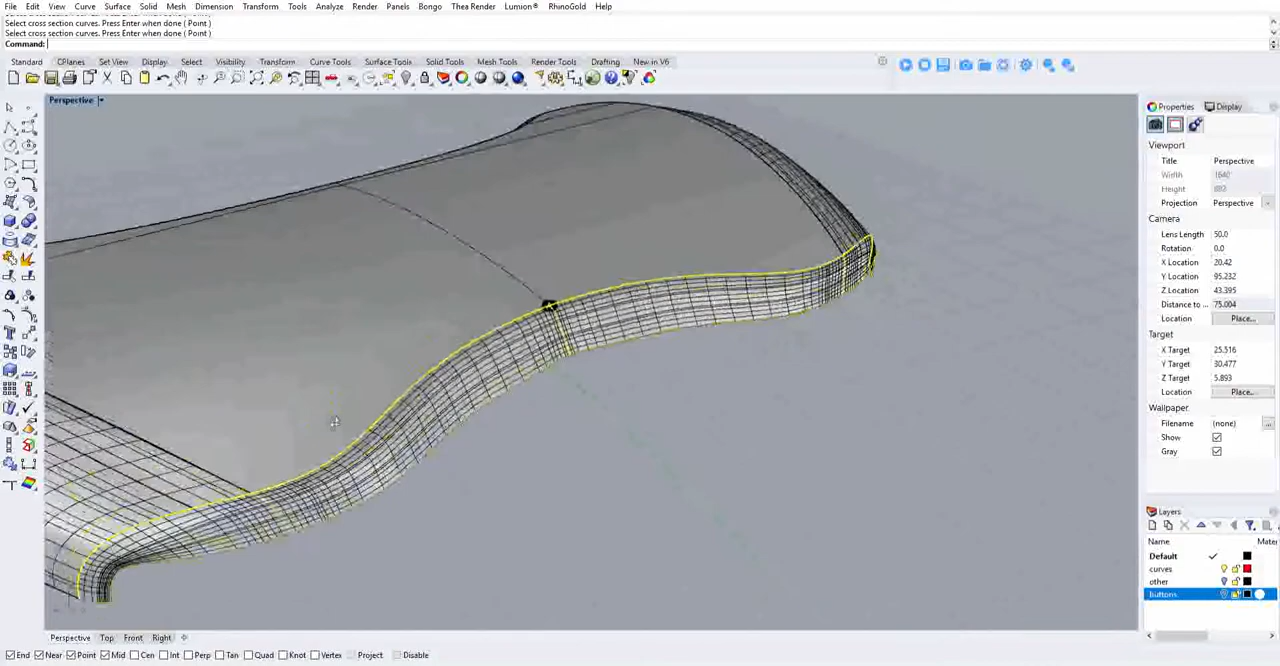 File Edit View Curve Surface Solid Mesh Dimension Transform Tools Analyze Render Panels Bongo Thea Render Lumion® RhinoGold Help
Select cross section curves. Press Enter when done ( Point )
Select cross section curves. Press Enter when done ( Point )
Command:
Standard CPlanes Set View Display Select Visibility Transform Curve Tools Surface Tools Solid Tools Mesh Tools Render Tools Drafting New in V6
Perspective
Properties Display
Viewport
Title Perspective
Width 1640
Height
Projection Perspective
Camera
Lens Length 50.0
Rotation 0.0
X Location 20.42
Y Location 95.232
Z Location 43.395
Distance to ... 75.004
Location Place...
Target
X Target 25.516
Y Target 30.477
Z Target 5.893
Location Place...
Wallpaper
Filename (none) ...
Show
Gray
Layers
Name Mater
Default
curves
other
buttons
Perspective Top Front Right
End Near Point Mid Cen Int Perp Tan Quad Knot Vertex Project Disable